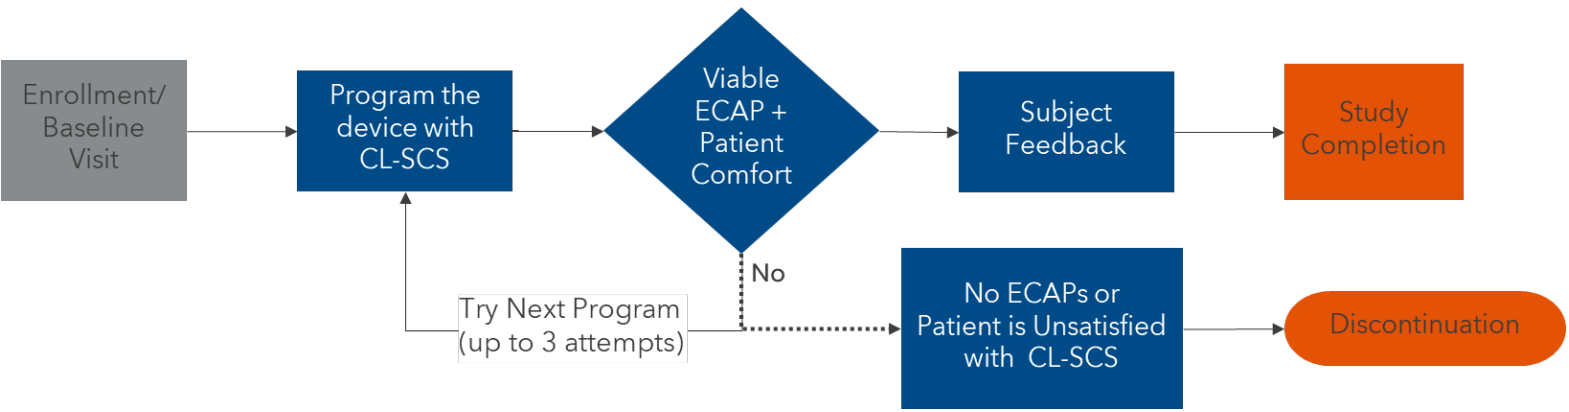 Enrollment/
Baseline
Visit
Program the
device with
CL-SCS
Viable
ECAP +
Patient
Comfort
Subject
Feedback
Study
Completion
No
Try Next Program
(up to 3 attempts)
No ECAPs or
Patient is Unsatisfied
with CL-SCS
Discontinuation